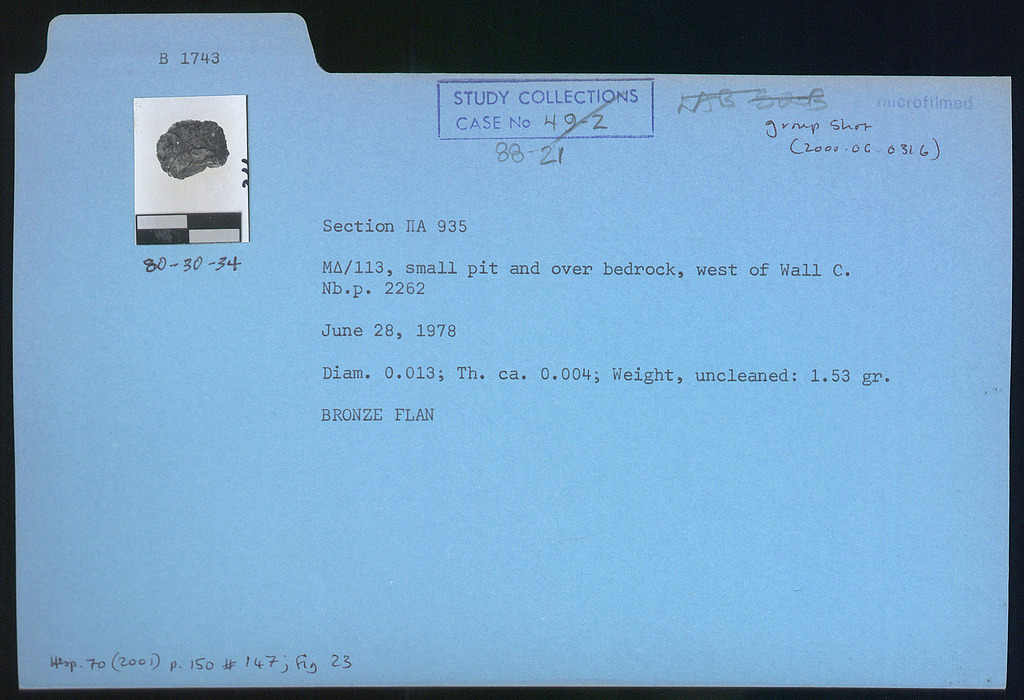 B 1743
STUDY COLLECTIONS
CASE No 49-2
88-21
microfilmed
group shot
(2000.06.0316)
80-30-34
Section ΠA 935
MΔ/113, small pit and over bedrock, west of Wall C.
Nb.p. 2262
June 28, 1978
Diam. 0.013; Th. ca. 0.004; Weight, uncleaned: 1.53 gr.
BRONZE FLAN
Hesp. 70 (2001) p. 150 # 147; Fig 23